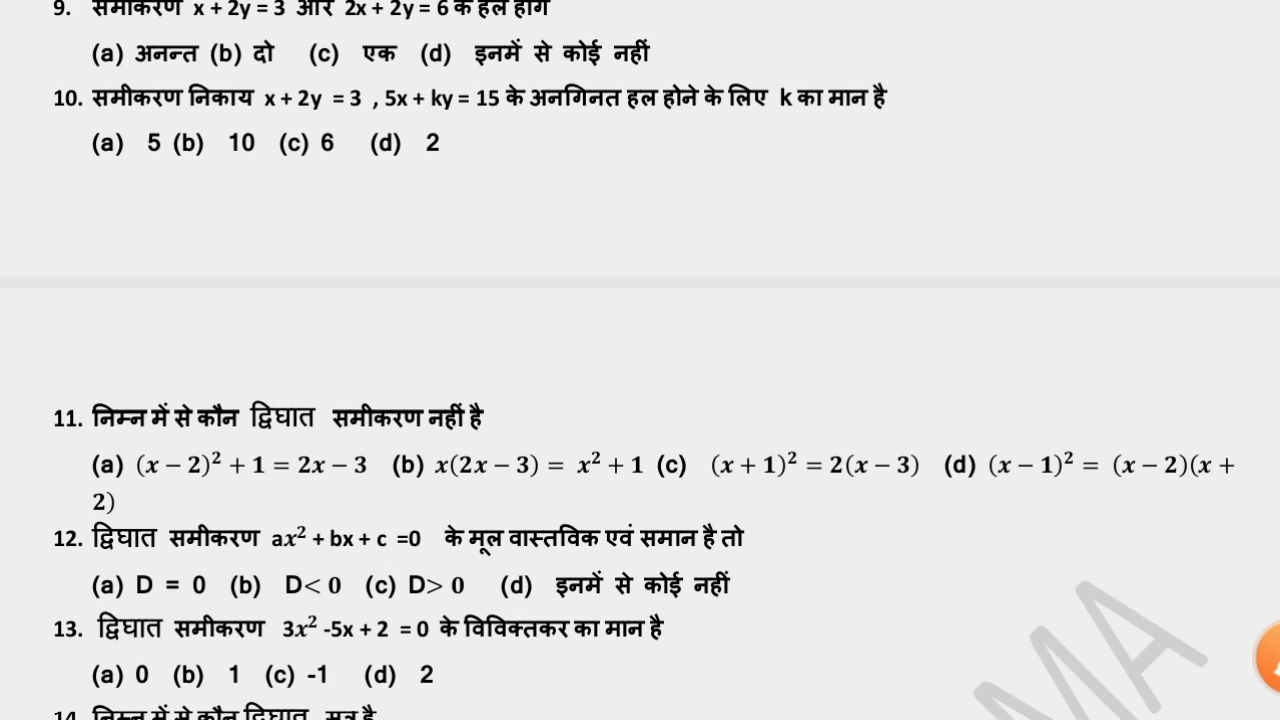 9. समीकरण x + 2y = 3 और 2x + 2y = 6 के हल होंगे
(a) अनन्त (b) दो (c) एक (d) इनमें से कोई नहीं
10. समीकरण निकाय x + 2y = 3 , 5x + ky = 15 के अनगिनत हल होने के लिए k का मान है
(a) 5 (b) 10 (c) 6 (d) 2
11. निम्न में से कौन द्विघात समीकरण नहीं है
(a) (x − 2)² + 1 = 2x − 3 (b) x(2x − 3) = x² + 1 (c) (x + 1)² = 2(x − 3) (d) (x − 1)² = (x − 2)(x +
2)
12. द्विघात समीकरण ax² + bx + c =0 के मूल वास्तविक एवं समान है तो
(a) D = 0 (b) D< 0 (c) D> 0 (d) इनमें से कोई नहीं
13. द्विघात समीकरण 3x² -5x + 2 = 0 के विविक्तकर का मान है
(a) 0 (b) 1 (c) -1 (d) 2
14. निम्न में से कौन द्विघात सूत्र है
MA